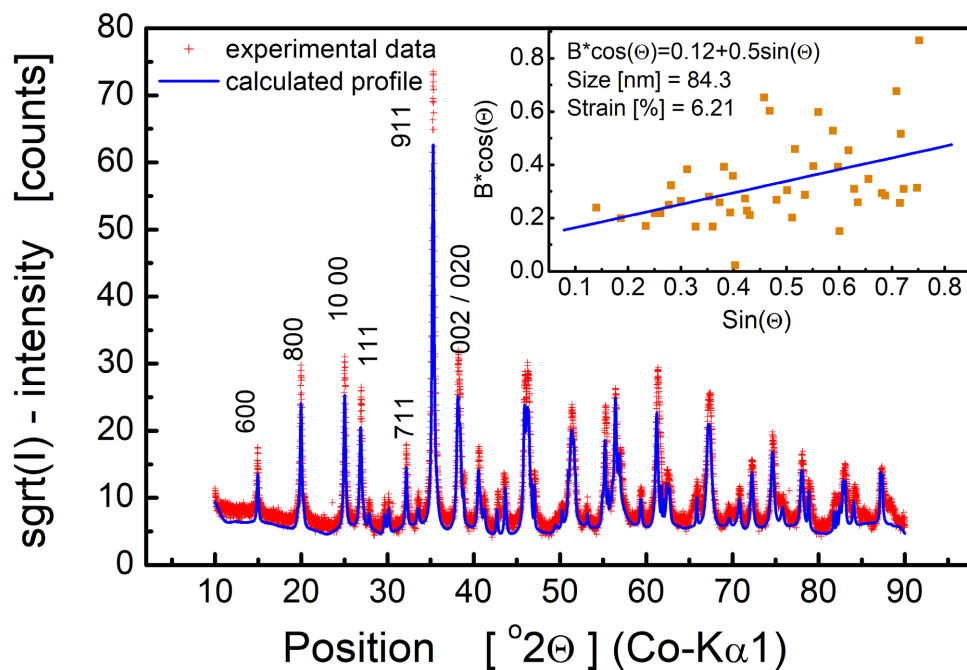 80
70
60
50
40
30
20
10
0
sgrt(I) - intensity [counts]
experimental data
calculated profile
600
800
10 00
111
711
911
002 / 020
10 20 30 40 50 60 70 80 90
Position [ °2Θ ] (Co-Kα1)
B*cos(Θ)=0.12+0.5sin(Θ)
Size [nm] = 84.3
Strain [%] = 6.21
0.8
0.6
0.4
0.2
0.0
B*cos(Θ)
0.1 0.2 0.3 0.4 0.5 0.6 0.7 0.8
Sin(Θ)